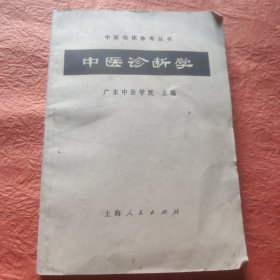 中医临床参考丛书
中医诊断学
广东中医学院 主编
上海人民出版社